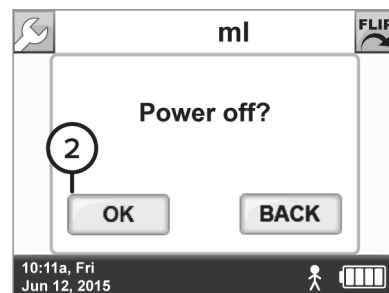 ml FLIP
Power off?
2
OK BACK
10:11a, Fri
Jun 12, 2015